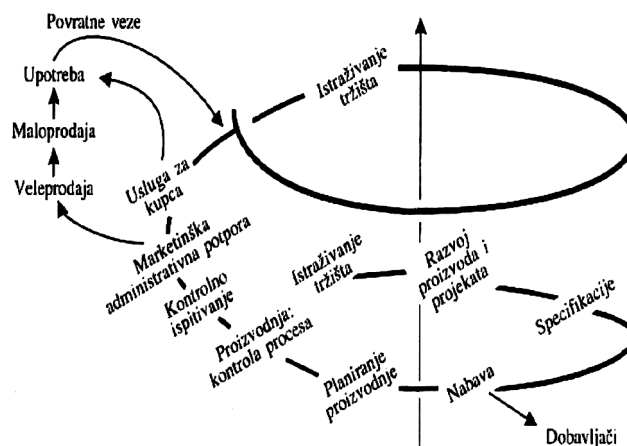 Povratne veze
Upotreba
Maloprodaja
Veleprodaja
Istraživanje
tržišta
Usluga za
kupca
Marketinška
administrativna potpora
Kontrolno
ispitivanje
Proizvodnja:
kontrola procesa
Istraživanje
tržišta
Razvoj
proizvoda i
projekata
Specifikacije
Planiranje
proizvodnje
Nabava
Dobavljači